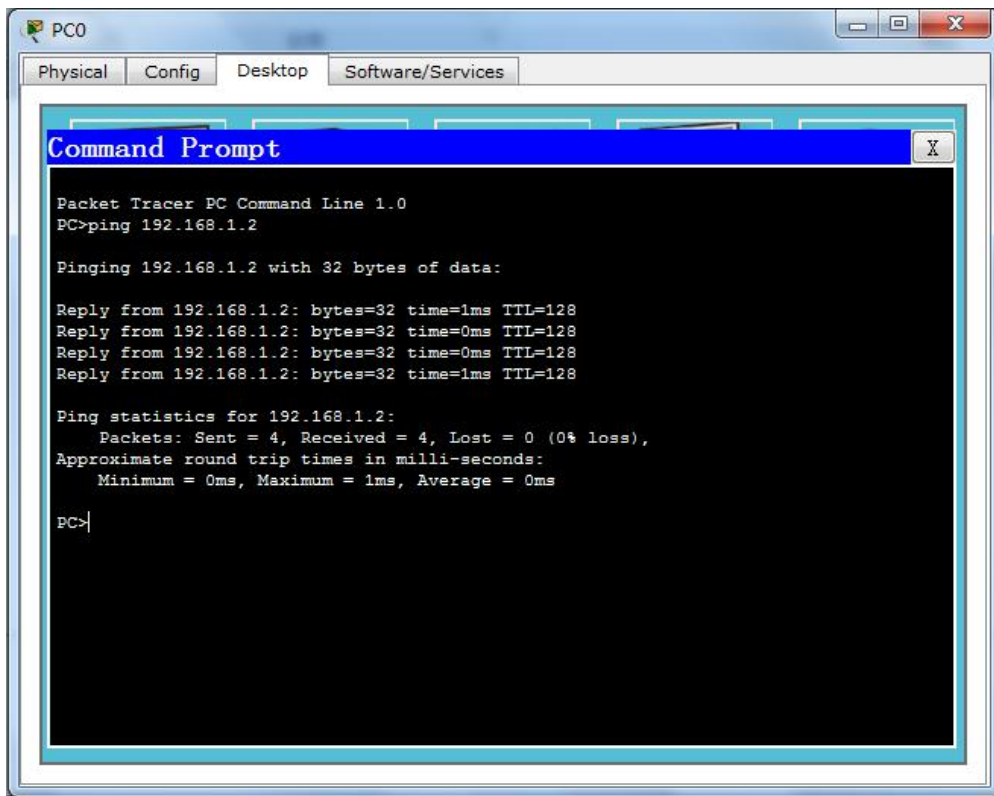 PC0
Physical Config Desktop Software/Services
Command Prompt X
Packet Tracer PC Command Line 1.0
PC>ping 192.168.1.2
Pinging 192.168.1.2 with 32 bytes of data:
Reply from 192.168.1.2: bytes=32 time=1ms TTL=128
Reply from 192.168.1.2: bytes=32 time=0ms TTL=128
Reply from 192.168.1.2: bytes=32 time=0ms TTL=128
Reply from 192.168.1.2: bytes=32 time=1ms TTL=128
Ping statistics for 192.168.1.2:
Packets: Sent = 4, Received = 4, Lost = 0 (0% loss),
Approximate round trip times in milli-seconds:
Minimum = 0ms, Maximum = 1ms, Average = 0ms
PC>